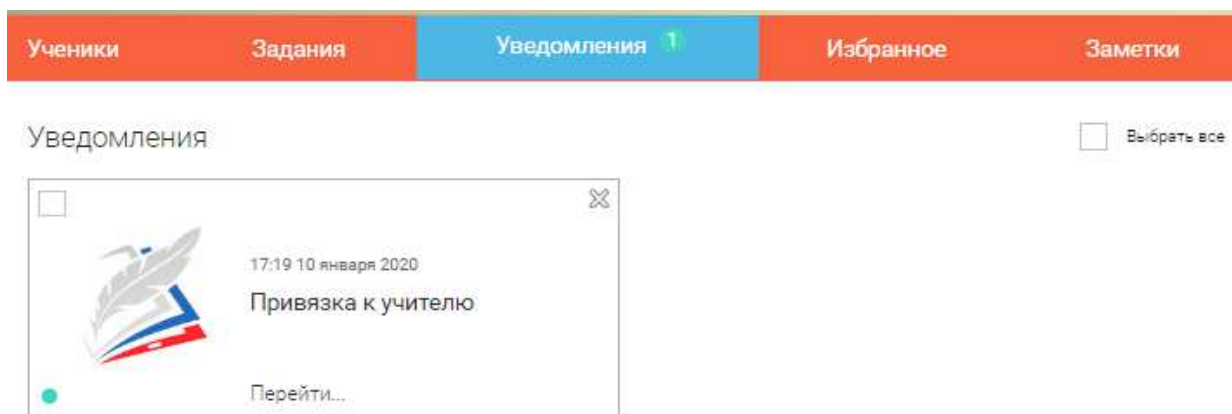 Ученики Задания Уведомления 1 Избранное Заметки
Уведомления Выбрать все
17:19 10 января 2020
Привязка к учителю
Перейти...